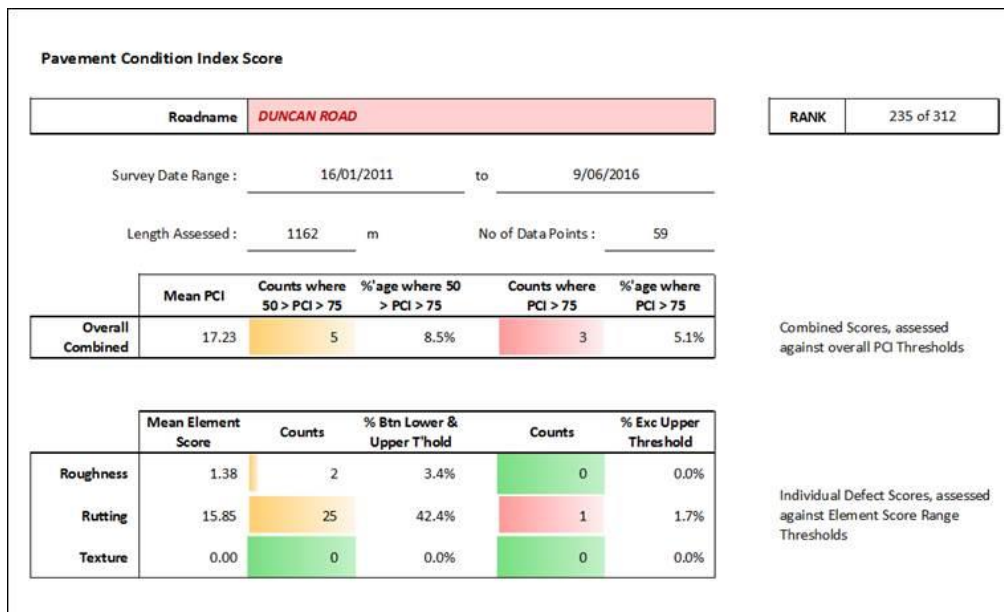 Pavement Condition Index Score
Roadname DUNCAN ROAD RANK 235 of 312
Survey Date Range : 16/01/2011 to 9/06/2016
Length Assessed : 1162 m No of Data Points : 59
Mean PCI Counts where 50 > PCI > 75 %'age where 50 > PCI > 75 Counts where PCI > 75 %'age where PCI > 75
Overall Combined 17.23 5 8.5% 3 5.1%
Combined Scores, assessed
against overall PCI Thresholds
Mean Element Score Counts % Btn Lower & Upper T'hold Counts % Exc Upper Threshold
Roughness 1.38 2 3.4% 0 0.0%
Rutting 15.85 25 42.4% 1 1.7%
Texture 0.00 0 0.0% 0 0.0%
Individual Defect Scores, assessed
against Element Score Range
Thresholds